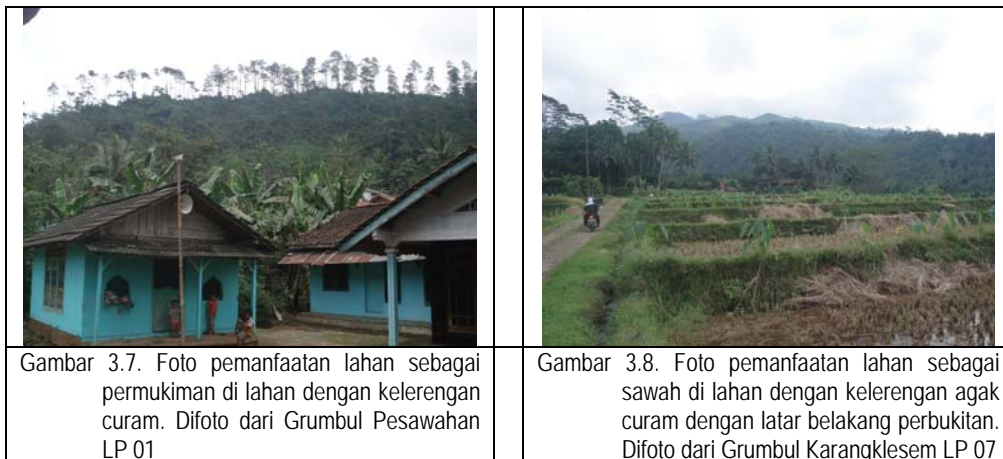 Gambar 3.7. Foto pemanfaatan lahan sebagai
permukiman di lahan dengan kelerengan
curam. Difoto dari Grumbul Pesawahan
LP 01
Gambar 3.8. Foto pemanfaatan lahan sebagai
sawah di lahan dengan kelerengan agak
curam dengan latar belakang perbukitan.
Difoto dari Grumbul Karangklesem LP 07